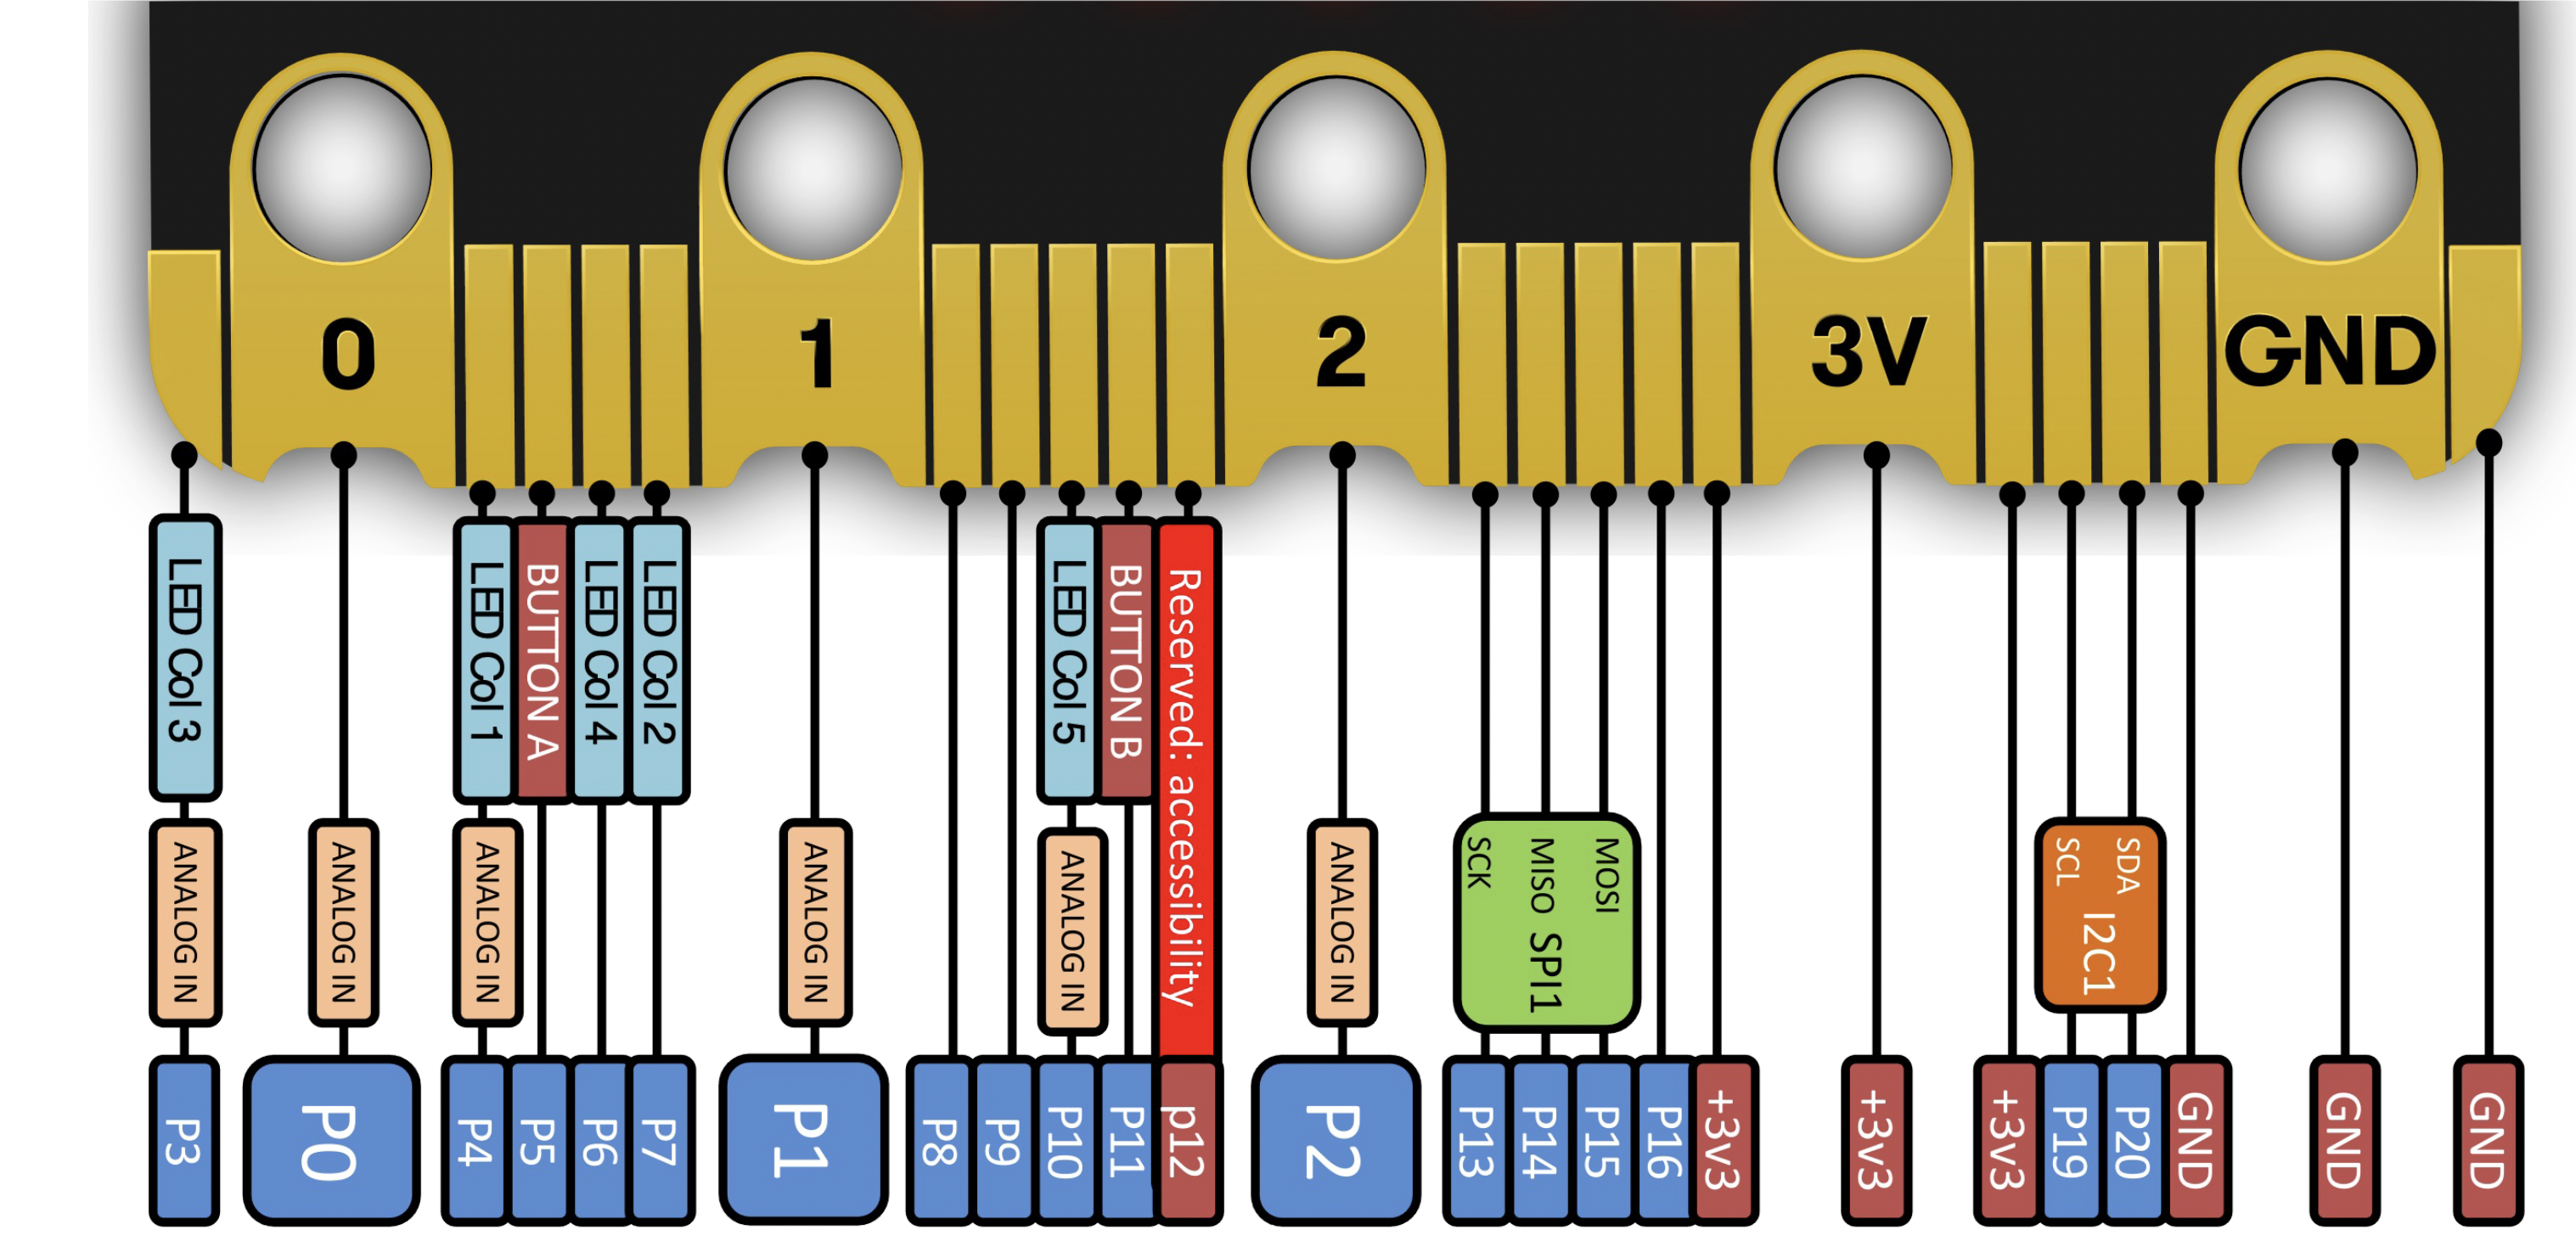 0
1
2
3V
GND
LED Col 3
LED Col 1
BUTTON A
LED Col 4
LED Col 2
LED Col 5
BUTTON B
Reserved: accessibility
ANALOG IN
ANALOG IN
ANALOG IN
ANALOG IN
ANALOG IN
ANALOG IN
SCK
MISO
MOSI
SPI1
SCL
SDA
I2C1
P3
P0
P4
P5
P6
P7
P1
P8
P9
P10
P11
p12
P2
P13
P14
P15
P16
+3v3
+3v3
+3v3
P19
P20
GND
GND
GND